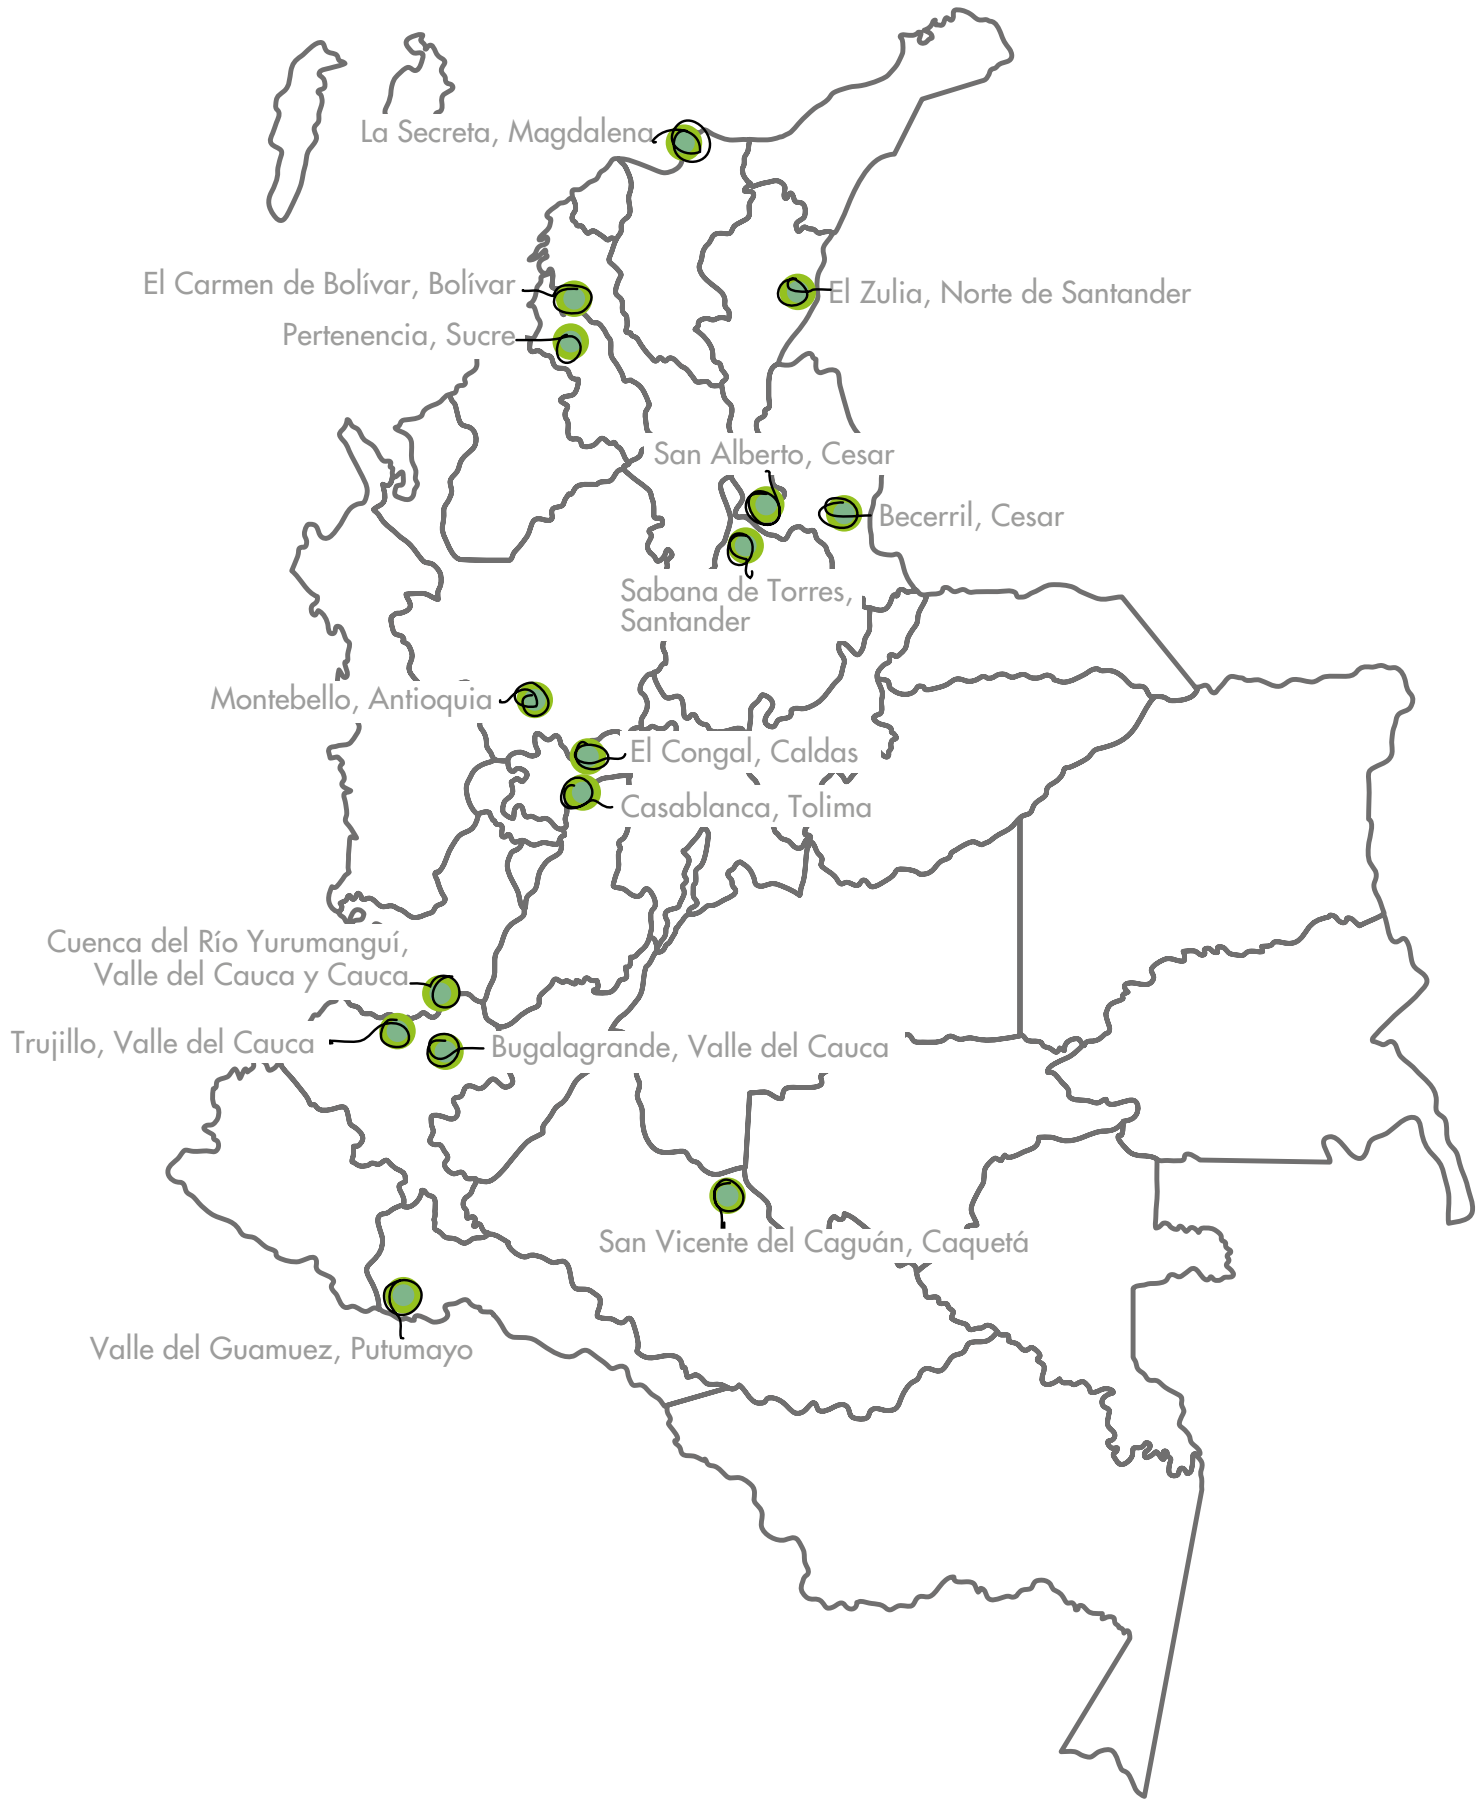 La Secreta, Magdalena
El Carmen de Bolívar, Bolívar
El Zulia, Norte de Santander
Pertenencia, Sucre
San Alberto, Cesar
Becerril, Cesar
Sabana de Torres,
Santander
Montebello, Antioquia
El Congal, Caldas
Casablanca, Tolima
Cuenca del Río Yurumanguí,
Valle del Cauca y Cauca
Trujillo, Valle del Cauca
Bugalagrande, Valle del Cauca
San Vicente del Caguán, Caquetá
Valle del Guamuez, Putumayo